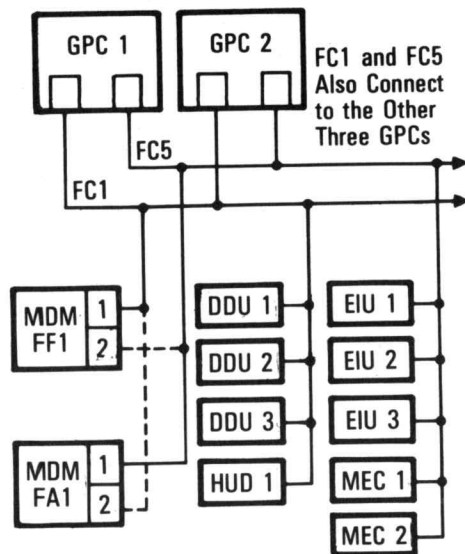 GPC 1
GPC 2
FC1 and FC5
Also Connect
to the Other
Three GPCs
FC5
FC1
MDM
FF1
1
2
DDU 1
EIU 1
DDU 2
EIU 2
DDU 3
EIU 3
MDM
FA1
1
2
HUD 1
MEC 1
MEC 2